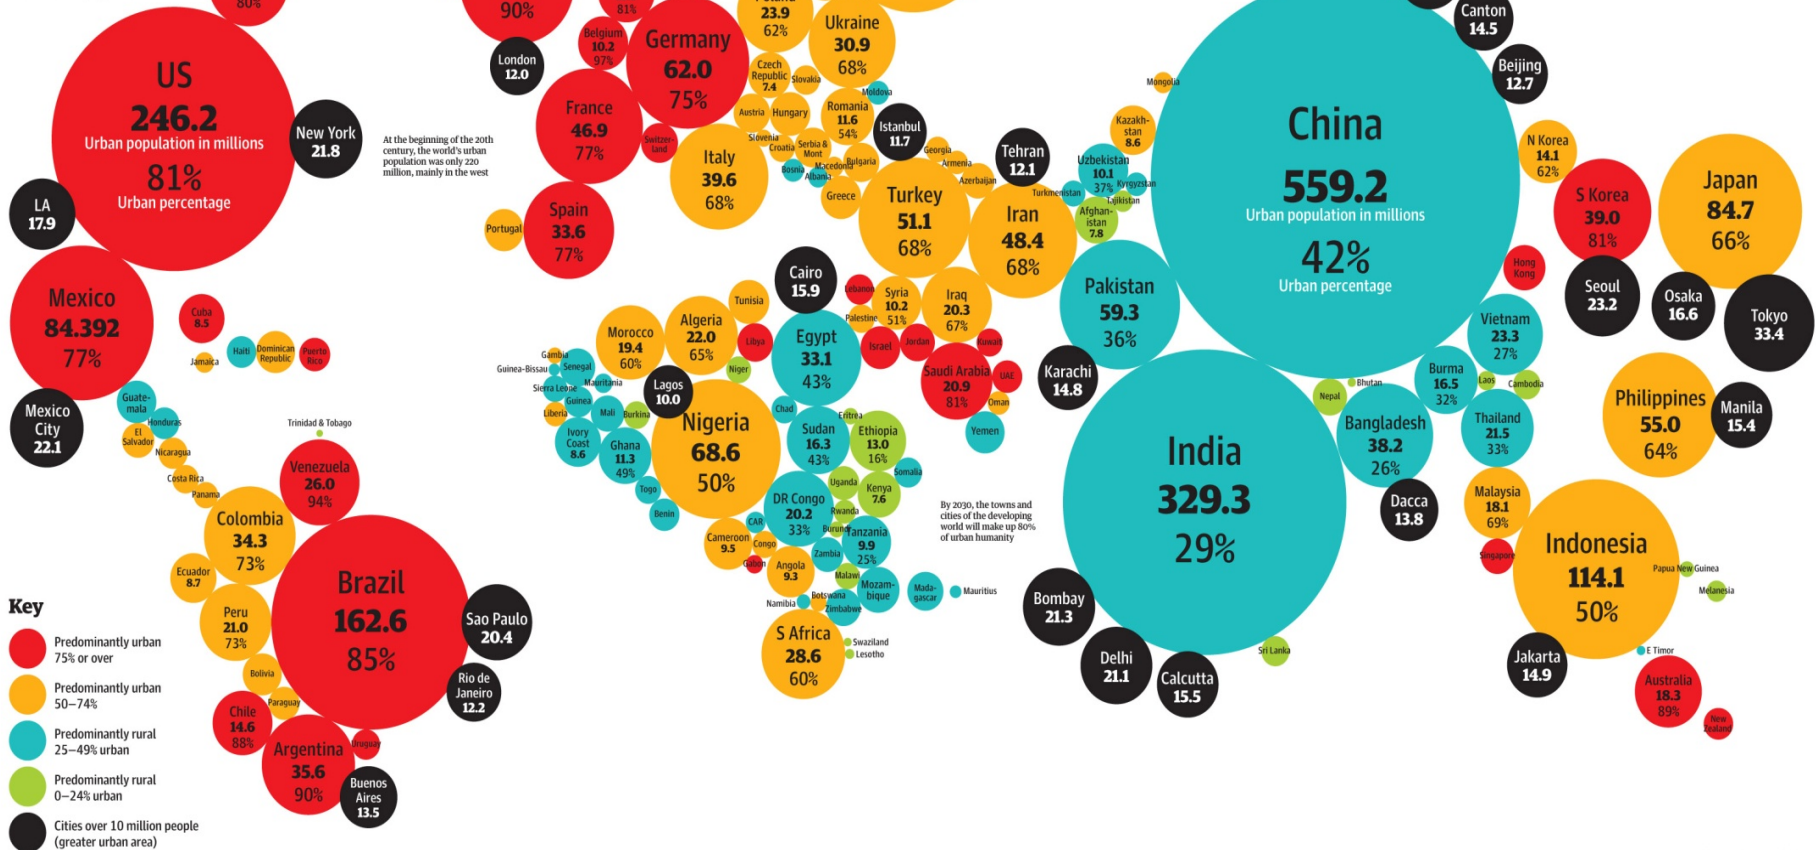 80%
90%
81%
Poland
23.9
62%
Ukraine
30.9
68%
Canton
14.5
Beijing
12.7
US
246.2
Urban population in millions
81%
Urban percentage
New York
21.8
LA
17.9
At the beginning of the 20th
century, the world's urban
population was only 220
million, mainly in the west
London
12.0
Belgium
10.2
97%
Germany
62.0
75%
France
46.9
77%
Switzer-
land
Spain
33.6
77%
Portugal
Italy
39.6
68%
Czech
Republic
7.4
Slovakia
Moldova
Austria
Hungary
Romania
11.6
54%
Slovenia
Croatia
Serbia &
Mont
Bosnia
Macedonia
Albania
Bulgaria
Greece
Istanbul
11.7
Georgia
Armenia
Azerbaijan
Turkey
51.1
68%
Tehran
12.1
Iran
48.4
68%
Mongolia
Kazakh-
stan
8.6
Uzbekistan
10.1
37%
Kyrgyzstan
Turkmenistan
Tajikistan
Afghan-
istan
7.8
China
559.2
Urban population in millions
42%
Urban percentage
N Korea
14.1
62%
S Korea
39.0
81%
Japan
84.7
66%
Hong
Kong
Seoul
23.2
Osaka
16.6
Tokyo
33.4
Mexico
84.392
77%
Mexico
City
22.1
Cuba
8.5
Jamaica
Haiti
Dominican
Republic
Puerto
Rico
Guate-
mala
Honduras
El
Salvador
Nicaragua
Costa Rica
Panama
Trinidad & Tobago
Venezuela
26.0
94%
Colombia
34.3
73%
Ecuador
8.7
Peru
21.0
73%
Brazil
162.6
85%
Sao Paulo
20.4
Rio de
Janeiro
12.2
Bolivia
Paraguay
Chile
14.6
88%
Argentina
35.6
90%
Uruguay
Buenos
Aires
13.5
Cairo
15.9
Lebanon
Syria
10.2
51%
Palestine
Iraq
20.3
67%
Israel
Jordan
Kuwait
Saudi Arabia
20.9
81%
UAE
Oman
Yemen
Tunisia
Morocco
19.4
60%
Algeria
22.0
65%
Libya
Niger
Egypt
33.1
43%
Gambia
Guinea-Bissau
Senegal
Sierra Leone
Mauritania
Guinea
Liberia
Mali
Burkina
Ivory
Coast
8.6
Ghana
11.3
49%
Togo
Benin
Lagos
10.0
Nigeria
68.6
50%
Chad
Sudan
16.3
43%
Eritrea
Ethiopia
13.0
16%
Somalia
Uganda
Kenya
7.6
DR Congo
20.2
33%
Rwanda
Burundi
Tanzania
9.9
25%
CAR
Cameroon
9.5
Congo
Gabon
Angola
9.3
Zambia
Malawi
Mozam-
bique
Mada-
gascar
Mauritius
Namibia
Botswana
Zimbabwe
S Africa
28.6
60%
Swaziland
Lesotho
By 2030, the towns and
cities of the developing
world will make up 80%
of urban humanity
Pakistan
59.3
36%
Karachi
14.8
India
329.3
29%
Bombay
21.3
Delhi
21.1
Calcutta
15.5
Sri Lanka
Nepal
Bhutan
Bangladesh
38.2
26%
Dacca
13.8
Burma
16.5
32%
Vietnam
23.3
27%
Laos
Cambodia
Thailand
21.5
33%
Malaysia
18.1
69%
Singapore
Philippines
55.0
64%
Manila
15.4
Indonesia
114.1
50%
Jakarta
14.9
Papua New Guinea
Melanesia
E Timor
Australia
18.3
89%
New
Zealand
Key
Predominantly urban
75% or over
Predominantly urban
50–74%
Predominantly rural
25–49% urban
Predominantly rural
0–24% urban
Cities over 10 million people
(greater urban area)